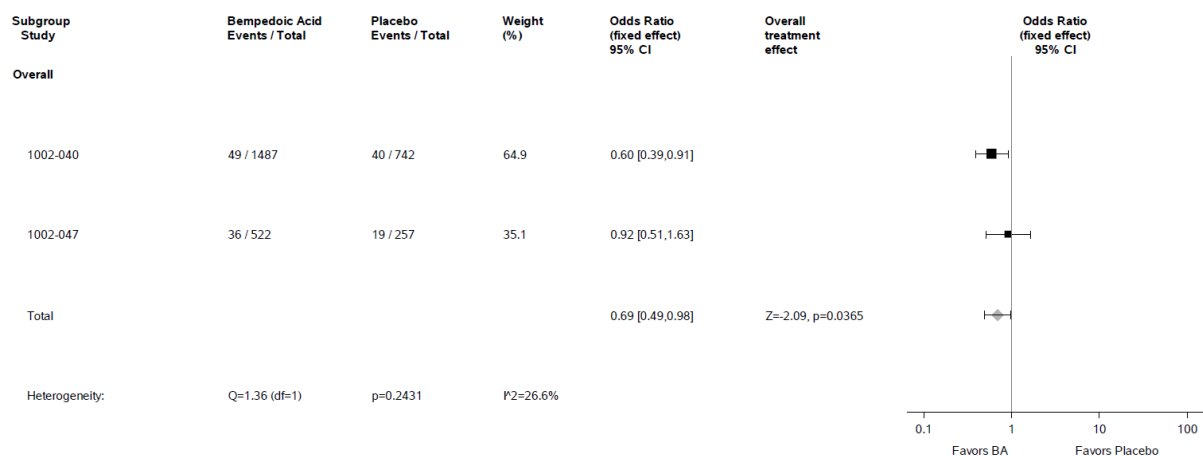 Subgroup Bempedoic Acid Placebo Weight Odds Ratio Overall Odds Ratio
Study Events / Total Events / Total (%) (fixed effect) treatment (fixed effect)
95% CI effect 95% CI
Overall
1002-040 49 / 1487 40 / 742 64.9 0.60 [0.39,0.91]
1002-047 36 / 522 19 / 257 35.1 0.92 [0.51,1.63]
Total 0.69 [0.49,0.98] Z=-2.09, p=0.0365
Heterogeneity: Q=1.36 (df=1) p=0.2431 I^2=26.6%
0.1 1 10 100
Favors BA Favors Placebo